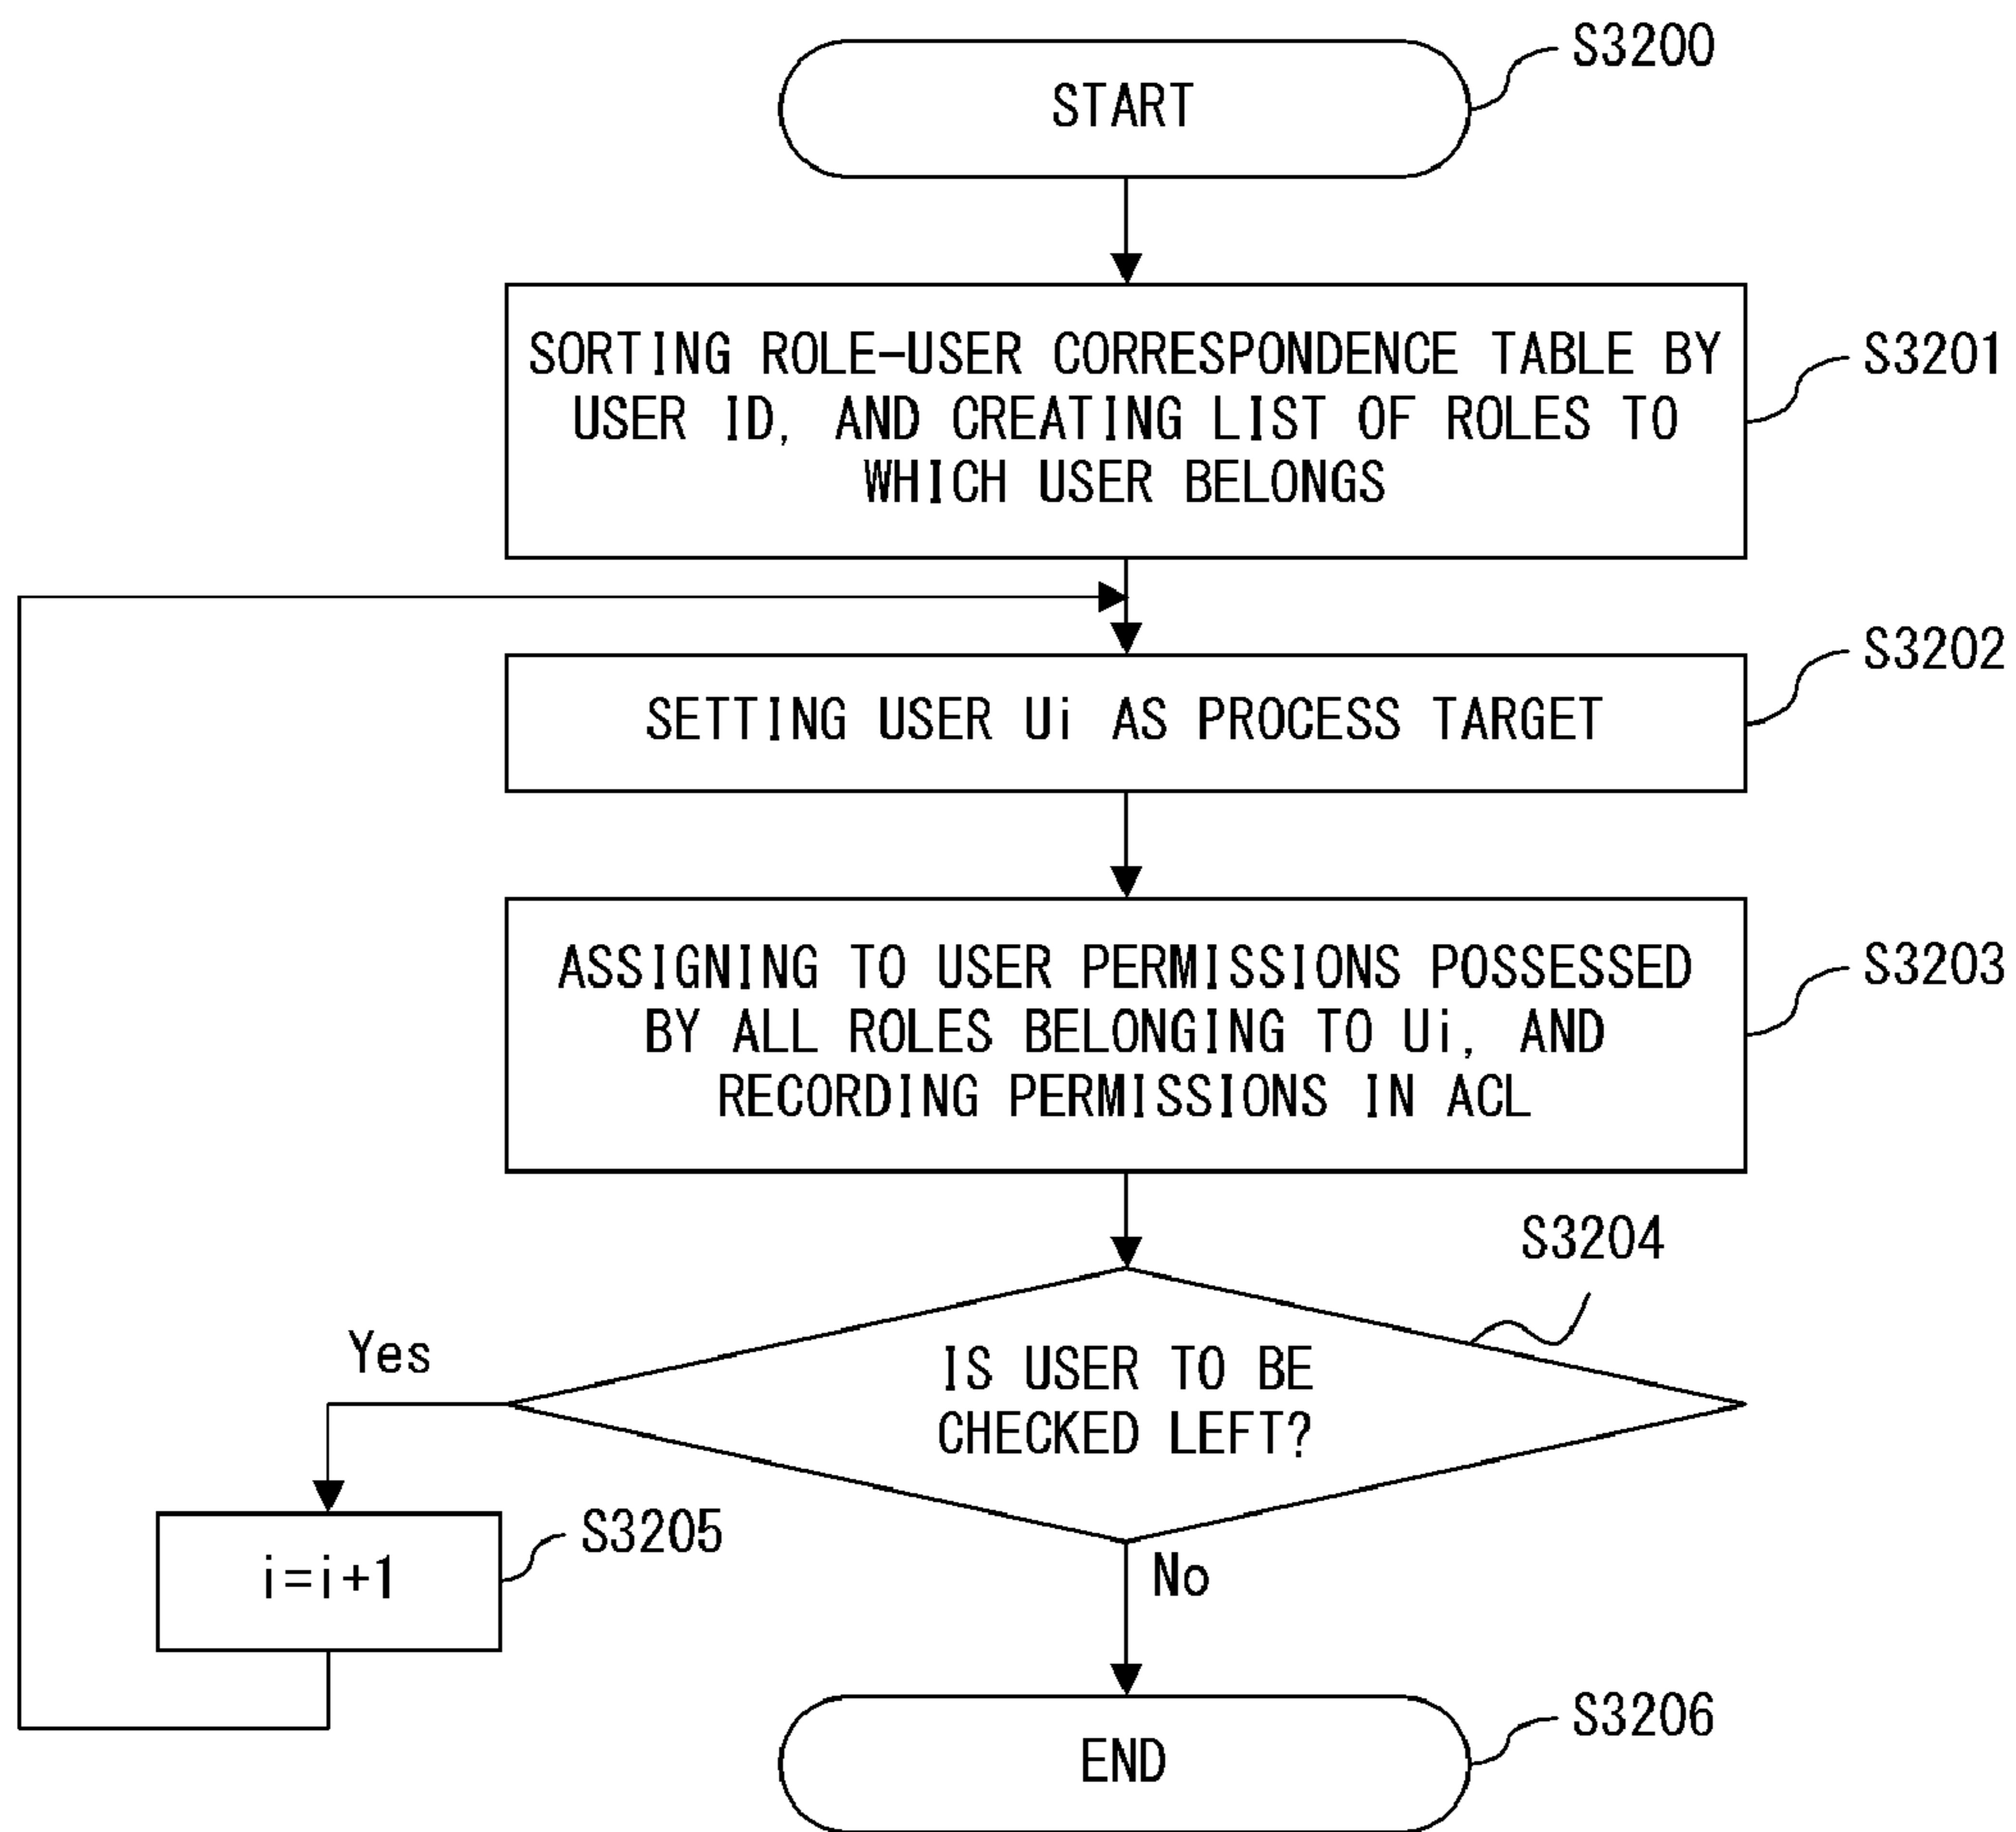 START
S3200
SORTING ROLE-USER CORRESPONDENCE TABLE BY
USER ID, AND CREATING LIST OF ROLES TO
WHICH USER BELONGS
S3201
SETTING USER Ui AS PROCESS TARGET
S3202
ASSIGNING TO USER PERMISSIONS POSSESSED
BY ALL ROLES BELONGING TO Ui, AND
RECORDING PERMISSIONS IN ACL
S3203
IS USER TO BE
CHECKED LEFT?
S3204
Yes
i=i+1
S3205
No
END
S3206